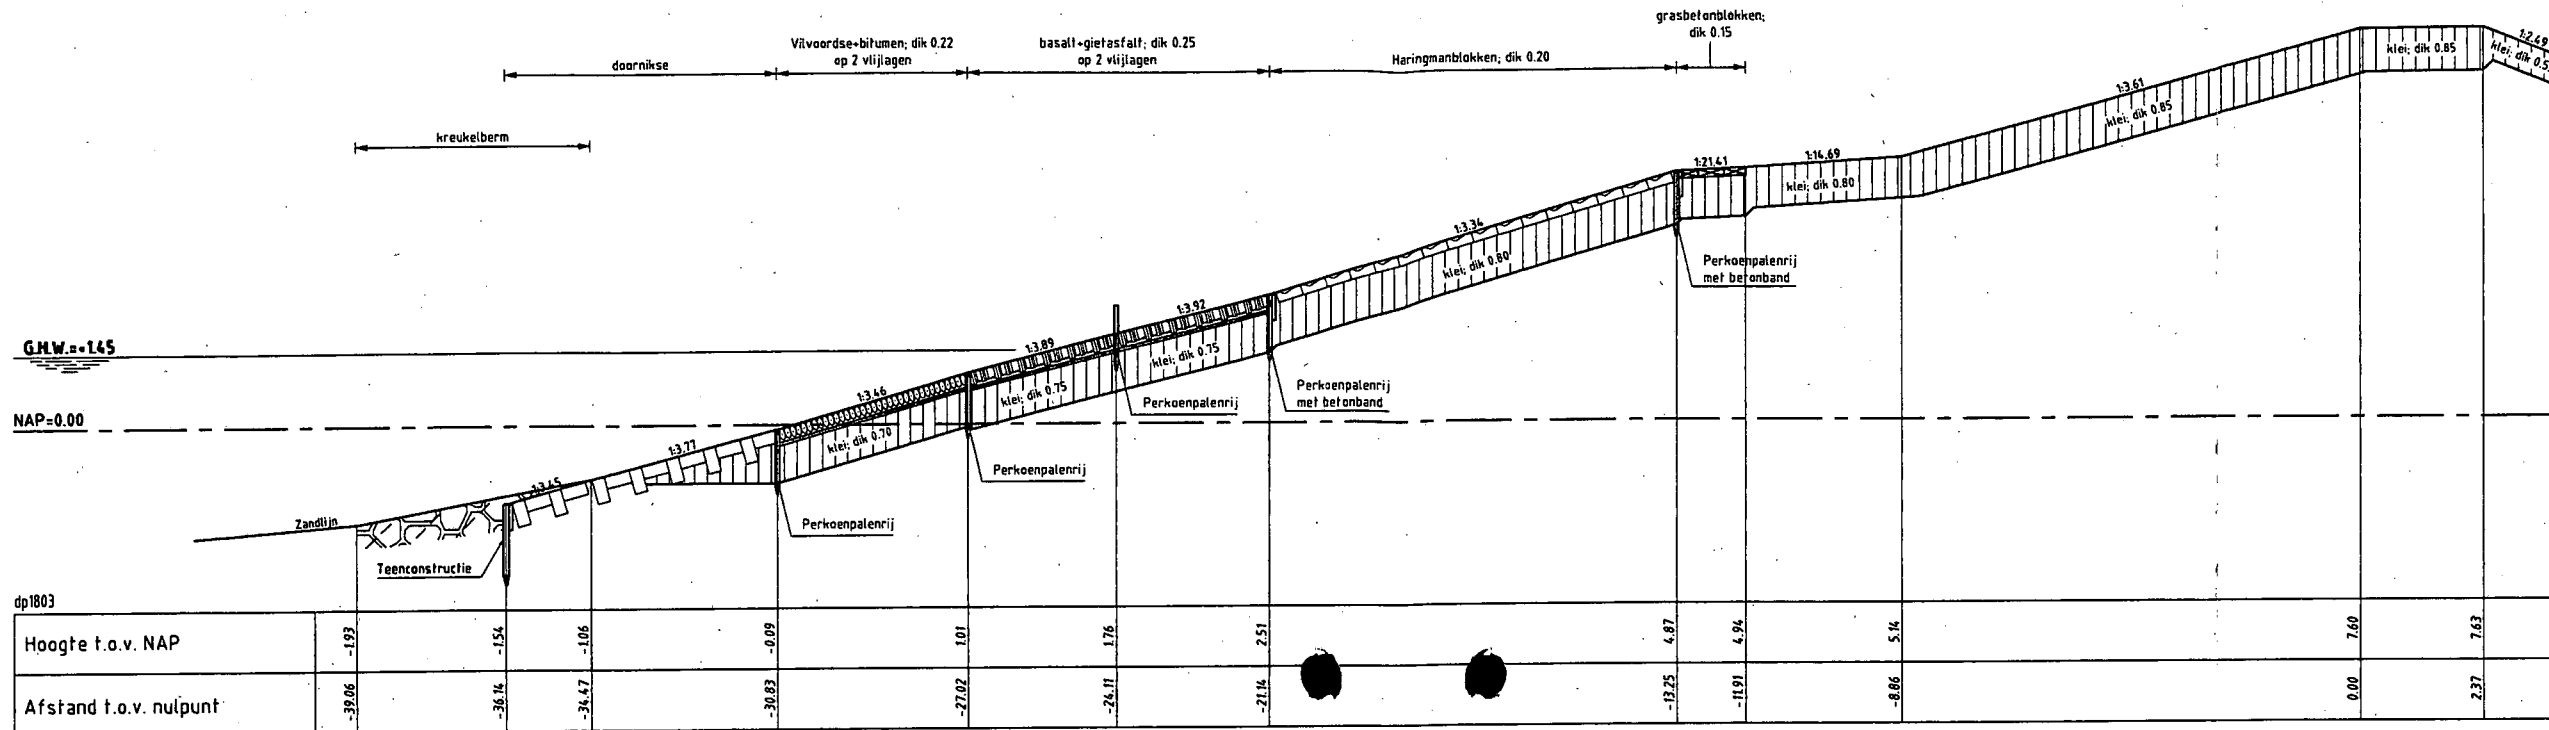 grasbetonblokken;
dik 0.15
Vilvoordse+bitumen; dik 0.22
op 2 vlijlagen
basalt+gietasfalt; dik 0.25
op 2 vlijlagen
Haringmanblokken; dik 0.20
doornikse
kreukelberm
1:2.49
klei; dik 0.85
1:3.61
klei; dik 0.85
1:21.41
1:14.69
klei; dik 0.80
1:3.34
klei; dik 0.80
Perkoenpalenrij
met betonband
1:3.92
klei; dik 0.75
1:3.89
klei; dik 0.75
G.H.W.=+1.45
Perkoenpalenrij
met betonband
Perkoenpalenrij
1:3.46
klei; dik 0.70
NAP=0.00
1:3.77
Perkoenpalenrij
1:3.45
Zandlijn
Perkoenpalenrij
Teenconstructie
dp1803
Hoogte t.o.v. NAP -1.93 -1.54 -1.06 -0.09 1.01 1.76 2.51 4.87 4.94 5.14 7.60 7.63
Afstand t.o.v. nulpunt -39.06 -36.14 -34.47 -30.83 -27.02 -24.11 -21.14 -13.25 -11.91 -8.86 0.00 2.37